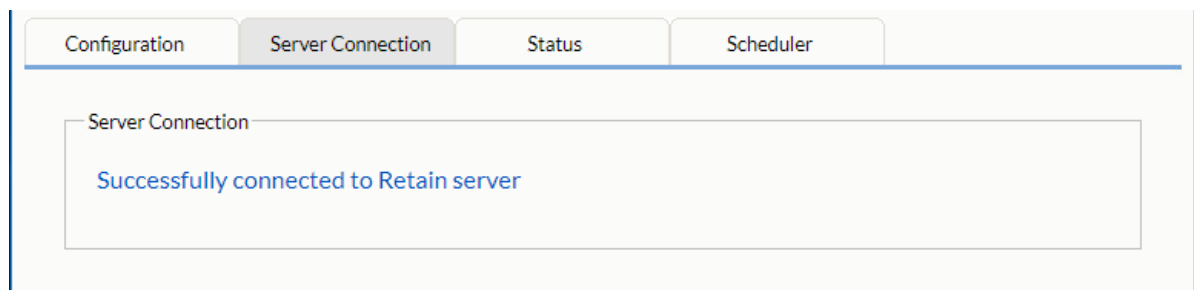 Configuration Server Connection Status Scheduler
Server Connection
Successfully connected to Retain server